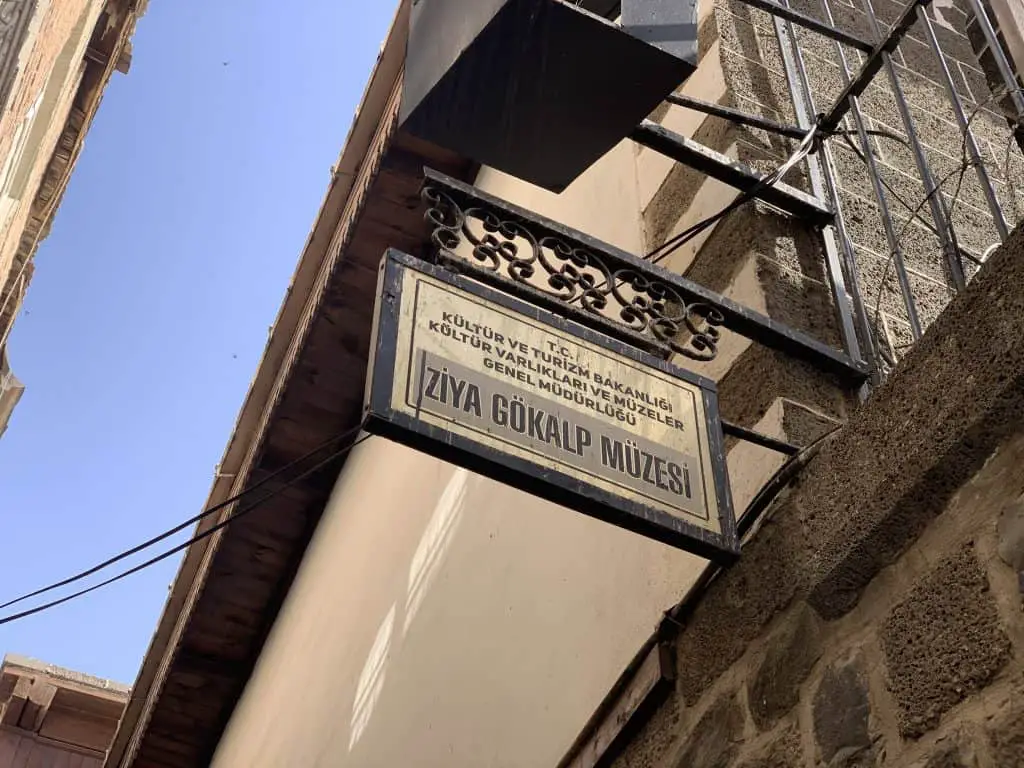 T.C.
KÜLTÜR VE TURİZM BAKANLIĞI
KÜLTÜR VARLIKLARI VE MÜZELER
GENEL MÜDÜRLÜĞÜ
ZİYA GÖKALP MÜZESİ